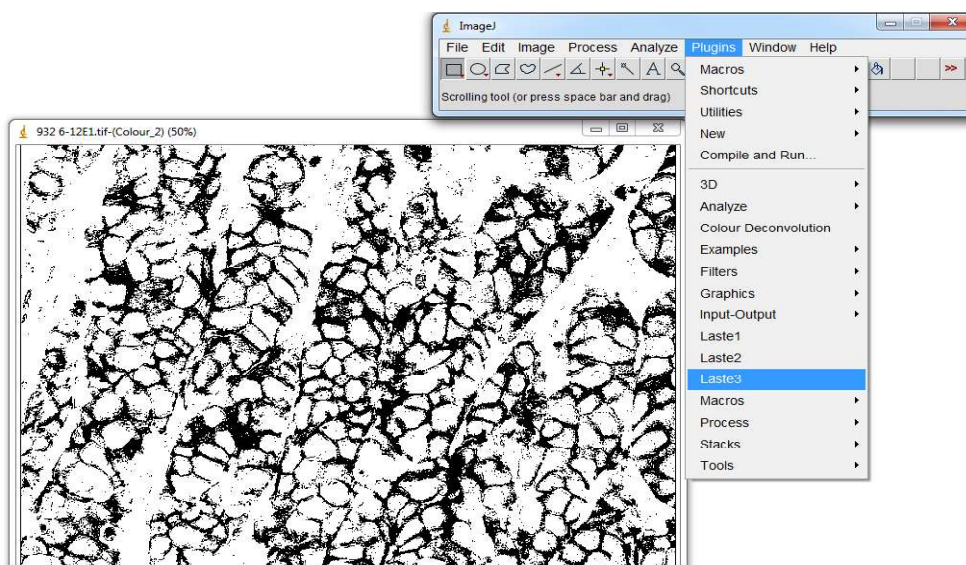 ImageJ
File Edit Image Process Analyze Plugins Window Help
Scrolling tool (or press space bar and drag)
>>
Macros
Shortcuts
Utilities
New
Compile and Run...
3D
Analyze
Colour Deconvolution
Examples
Filters
Graphics
Input-Output
Laste1
Laste2
Laste3
Macros
Process
Stacks
Tools
932 6-12E1.tif-(Colour_2) (50%)